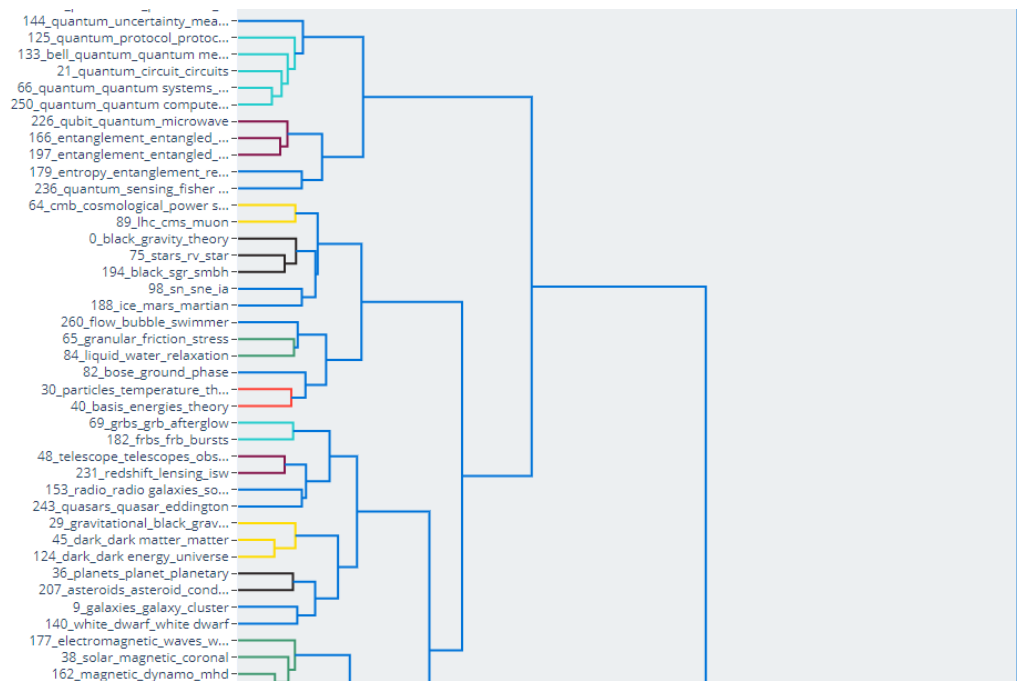 144_quantum_uncertainty_mea...
125_quantum_protocol_protoc...
133_bell_quantum_quantum me...
21_quantum_circuit_circuits
66_quantum_quantum systems_...
250_quantum_quantum compute...
226_qubit_quantum_microwave
166_entanglement_entangled_...
197_entanglement_entangled_...
179_entropy_entanglement_re...
236_quantum_sensing_fisher ...
64_cmb_cosmological_power s...
89_lhc_cms_muon
0_black_gravity_theory
75_stars_rv_star
194_black_sgr_smbh
98_sn_sne_ia
188_ice_mars_martian
260_flow_bubble_swimmer
65_granular_friction_stress
84_liquid_water_relaxation
82_bose_ground_phase
30_particles_temperature_th...
40_basis_energies_theory
69_grbs_grb_afterglow
182_frbs_frb_bursts
48_telescope_telescopes_obs...
231_redshift_lensing_isw
153_radio_radio galaxies_so...
243_quasars_quasar_eddington
29_gravitational_black_grav...
45_dark_dark matter_matter
124_dark_dark energy_universe
36_planets_planet_planetary
207_asteroids_asteroid_cond...
9_galaxies_galaxy_cluster
140_white_dwarf_white dwarf
177_electromagnetic_waves_w...
38_solar_magnetic_coronal
162_magnetic_dynamo_mhd